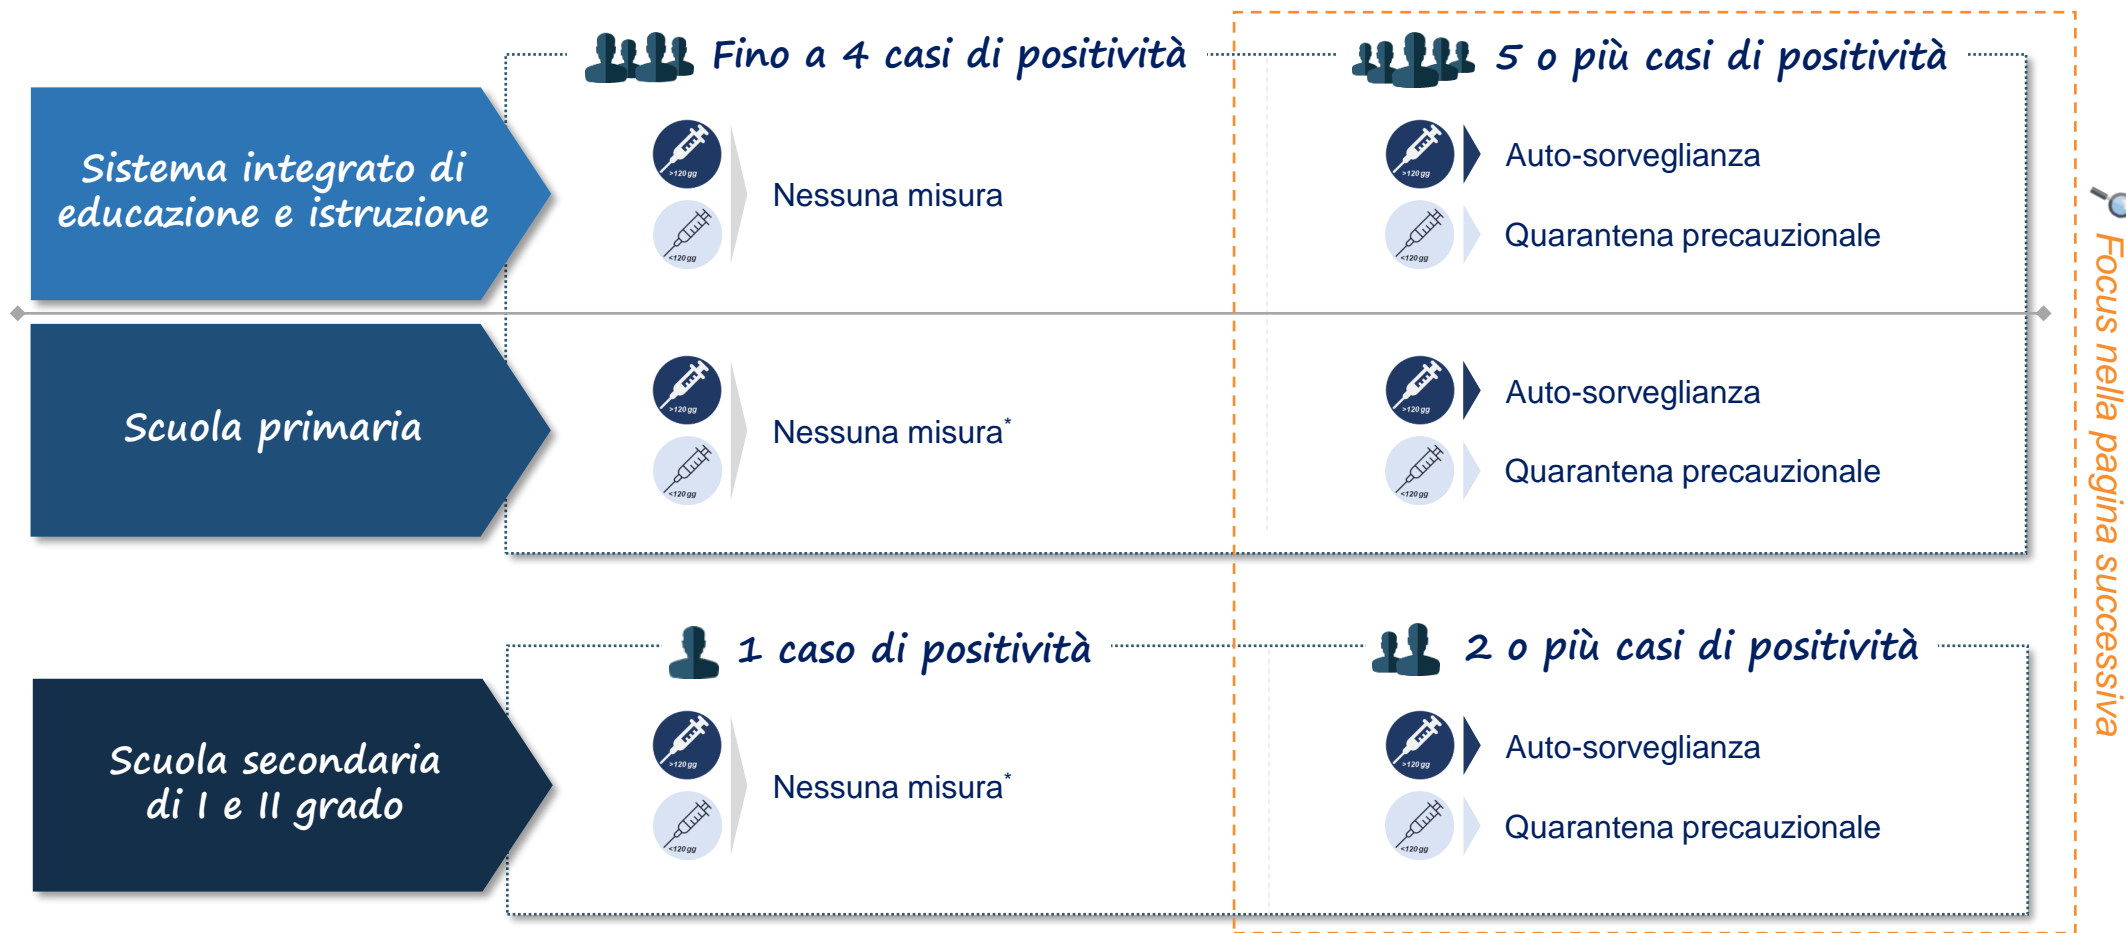 Fino a 4 casi di positività
5 o più casi di positività
Sistema integrato di
educazione e istruzione
>120 gg
<120 gg
Nessuna misura
>120 gg
Auto-sorveglianza
<120 gg
Quarantena precauzionale
Scuola primaria
>120 gg
<120 gg
Nessuna misura*
>120 gg
Auto-sorveglianza
<120 gg
Quarantena precauzionale
1 caso di positività
2 o più casi di positività
Scuola secondaria
di I e II grado
>120 gg
<120 gg
Nessuna misura*
>120 gg
Auto-sorveglianza
<120 gg
Quarantena precauzionale
Focus nella pagina successiva